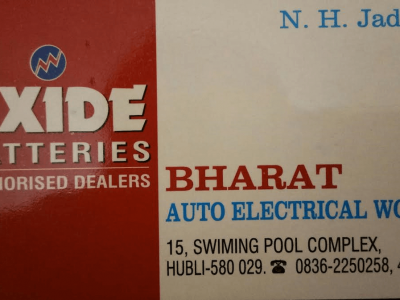 N. H. Jad
XIDE
TTERIES
HORISED DEALERS
BHARAT
AUTO ELECTRICAL WO
15, SWIMING POOL COMPLEX,
HUBLI-580 029. ☎ 0836-2250258,